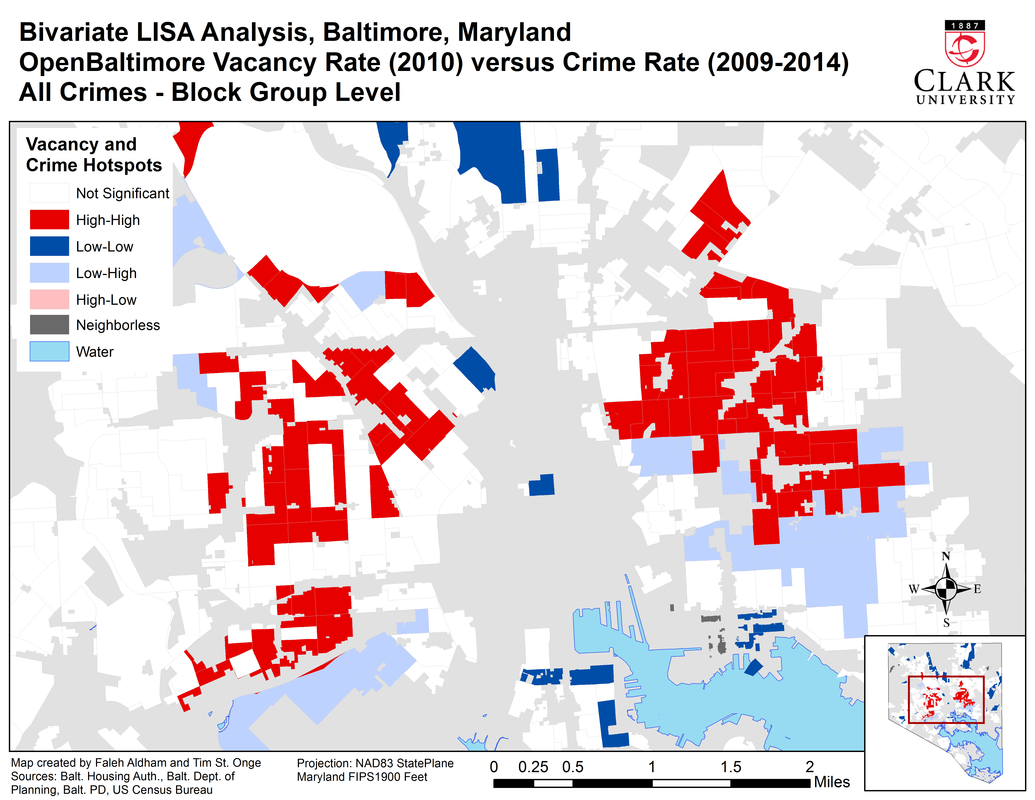 Bivariate LISA Analysis, Baltimore, Maryland
OpenBaltimore Vacancy Rate (2010) versus Crime Rate (2009-2014)
All Crimes - Block Group Level
1887
CLARK
UNIVERSITY
Vacancy and
Crime Hotspots
Not Significant
High-High
Low-Low
Low-High
High-Low
Neighborless
Water
N
W E
S
Map created by Faleh Aldham and Tim St. Onge
Sources: Balt. Housing Auth., Balt. Dept. of
Planning, Balt. PD, US Census Bureau
Projection: NAD83 StatePlane
Maryland FIPS1900 Feet
0 0.25 0.5 1 1.5 2
Miles